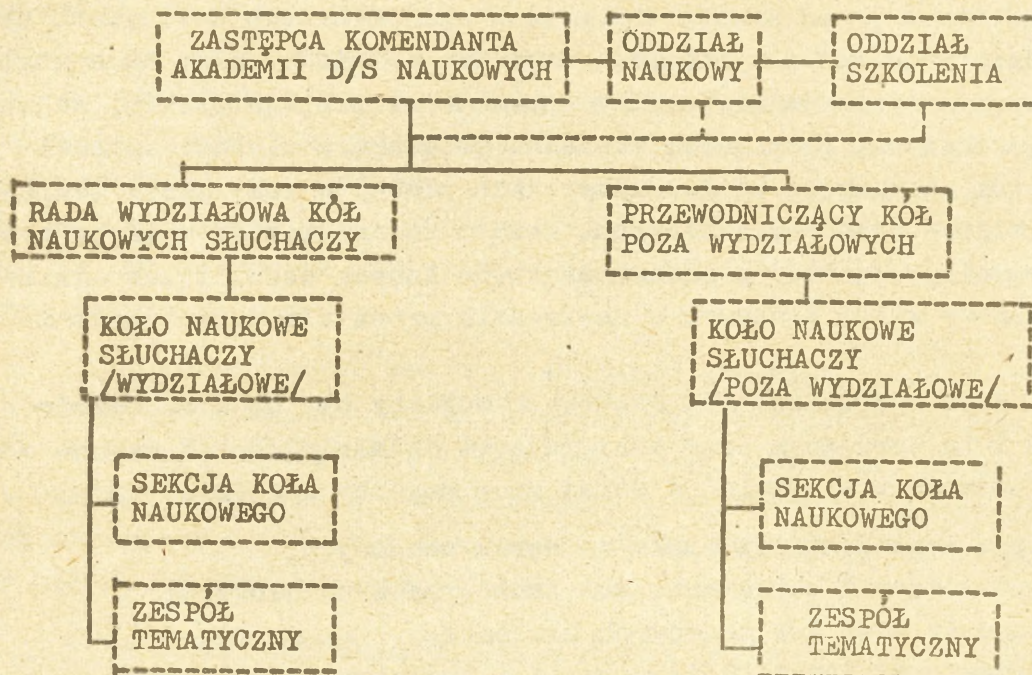 ZASTĘPCA KOMENDANTA
AKADEMII D/S NAUKOWYCH
ODDZIAŁ
NAUKOWY
ODDZIAŁ
SZKOLENIA
RADA WYDZIAŁOWA KÓŁ
NAUKOWYCH SŁUCHACZY
PRZEWODNICZĄCY KÓŁ
POZA WYDZIAŁOWYCH
KOŁO NAUKOWE
SŁUCHACZY
/WYDZIAŁOWE/
SEKCJA KOŁA
NAUKOWEGO
ZESPÓŁ
TEMATYCZNY
KOŁO NAUKOWE
SŁUCHACZY
/POZA WYDZIAŁOWE/
SEKCJA KOŁA
NAUKOWEGO
ZESPÓŁ
TEMATYCZNY